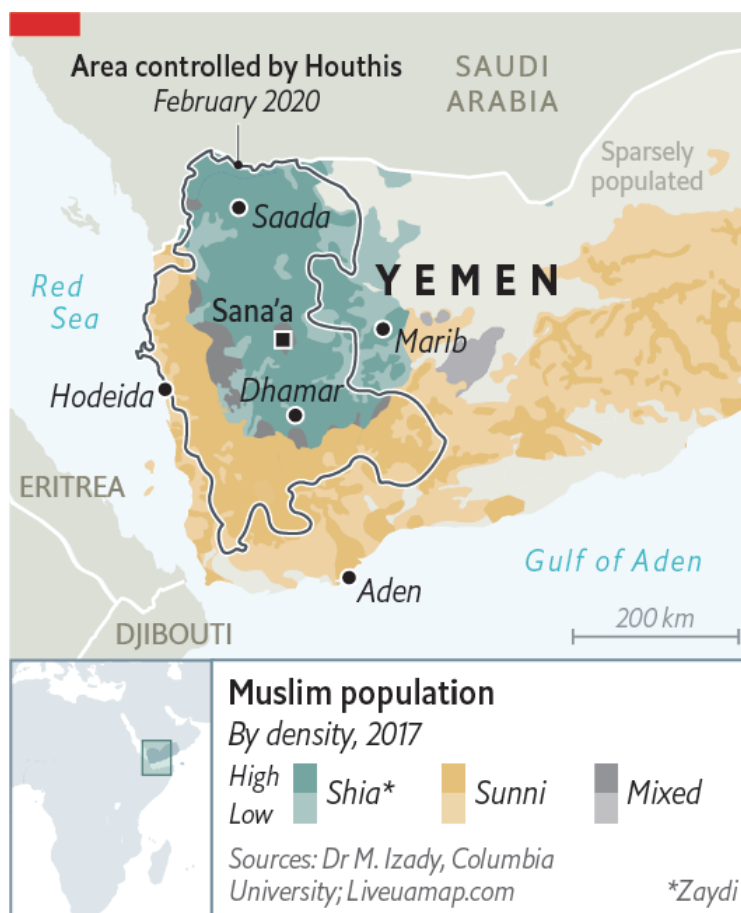 Area controlled by Houthis
February 2020
SAUDI
ARABIA
Sparsely
populated
Saada
Red
Sea
YEMEN
Sana’a
Marib
Hodeida
Dhamar
ERITREA
Gulf of Aden
Aden
200 km
DJIBOUTI
Muslim population
By density, 2017
High
Low
Shia*
Sunni
Mixed
Sources: Dr M. Izady, Columbia
University; Liveuamap.com
*Zaydi